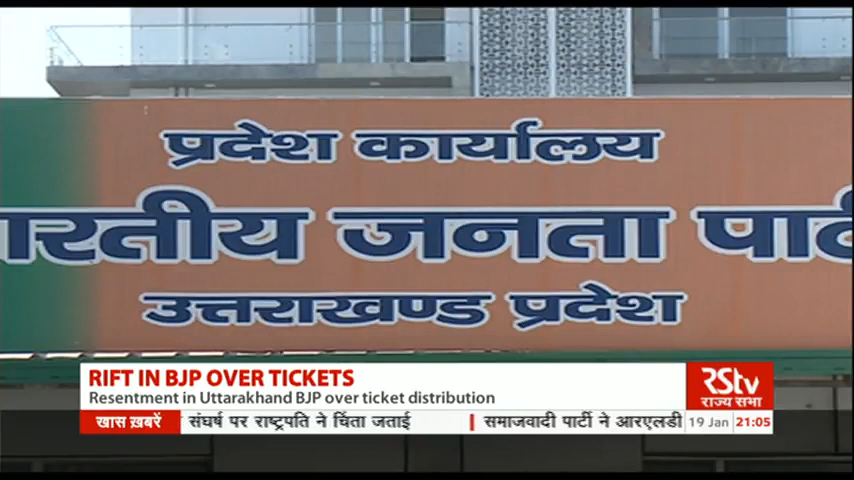 प्रदेश कार्यालय
ारतीय जनता पार्टी
उत्तराखण्ड प्रदेश
RIFT IN BJP OVER TICKETS
Resentment in Uttarakhand BJP over ticket distribution
RStv
राज्य सभा
खास ख़बरें
संघर्ष पर राष्ट्रपति ने चिंता जताई
समाजवादी पार्टी ने आरएलडी
19 Jan 21:05